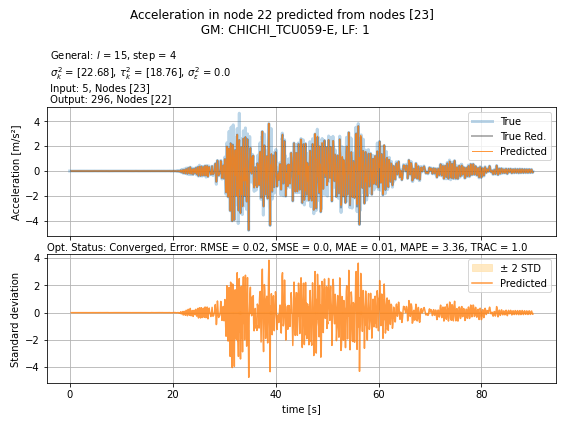 Acceleration in node 22 predicted from nodes [23]
GM: CHICHI_TCU059-E, LF: 1
General: l = 15, step = 4
σ²ₖ = [22.68], τ²ₖ = [18.76], σ²ε = 0.0
Input: 5, Nodes [23]
Output: 296, Nodes [22]
Acceleration [m/s²]
4
2
0
−2
−4
True
True Red.
Predicted
Opt. Status: Converged, Error: RMSE = 0.02, SMSE = 0.0, MAE = 0.01, MAPE = 3.36, TRAC = 1.0
Standard deviation
4
2
0
−2
−4
± 2 STD
Predicted
0 20 40 60 80
time [s]